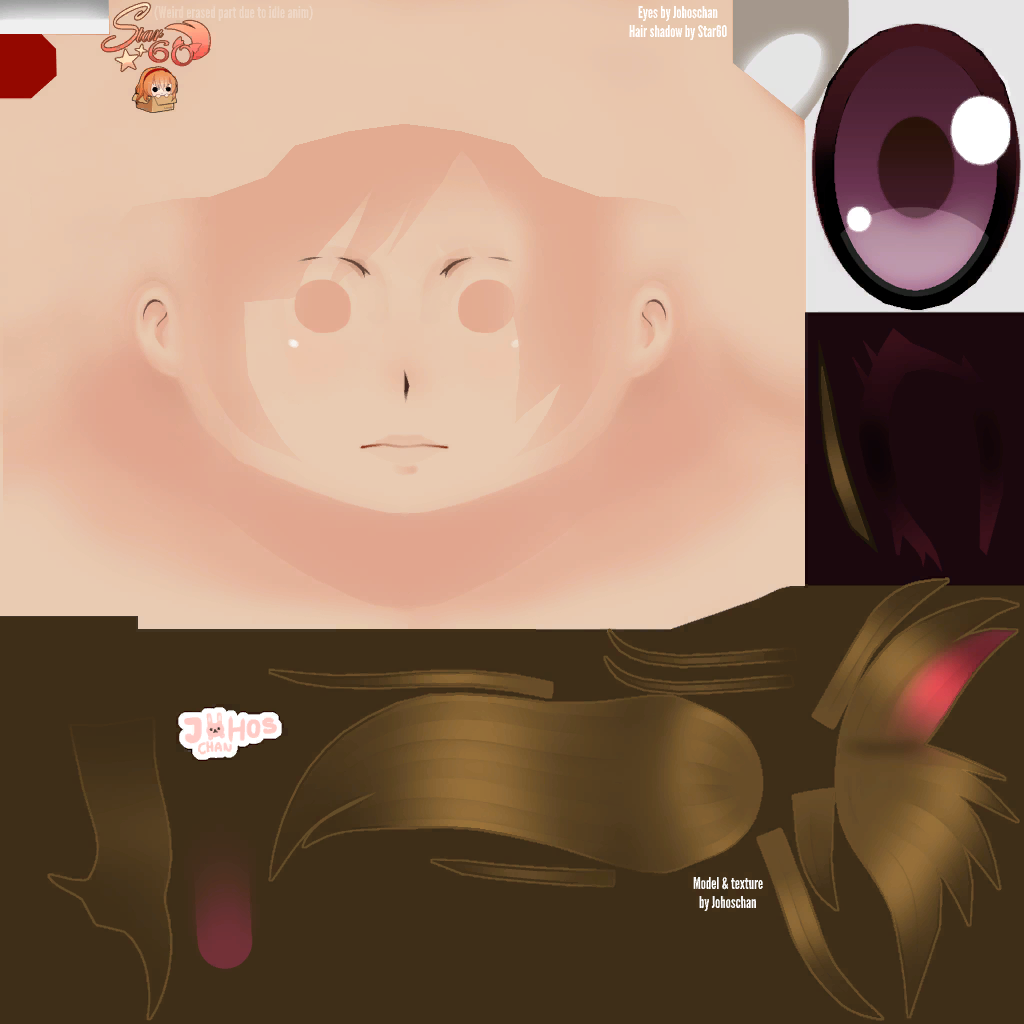 (Weird erased part due to idle anim)
Star
60
Eyes by Johoschan
Hair shadow by Star60
JOHOS
CHAN
Model & texture
by Johoschan